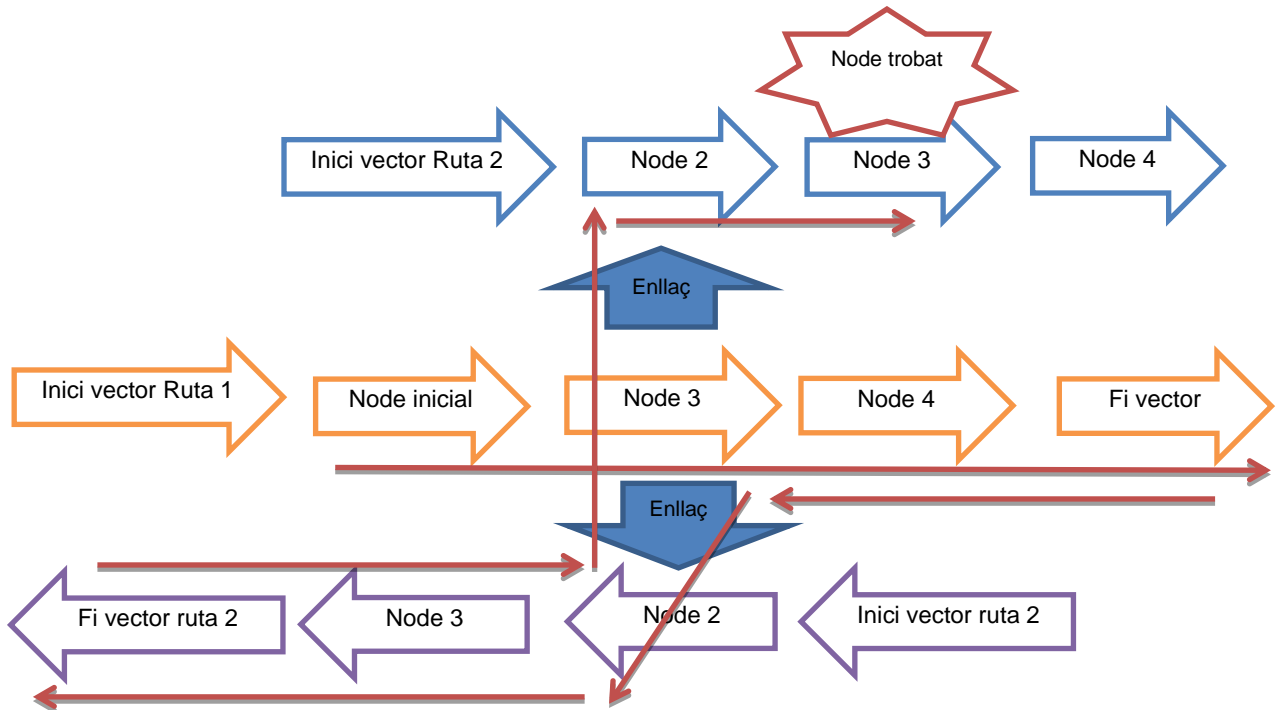 Node trobat
Inici vector Ruta 2
Node 2
Node 3
Node 4
Enllaç
Inici vector Ruta 1
Node inicial
Node 3
Node 4
Fi vector
Enllaç
Fi vector ruta 2
Node 3
Node 2
Inici vector ruta 2